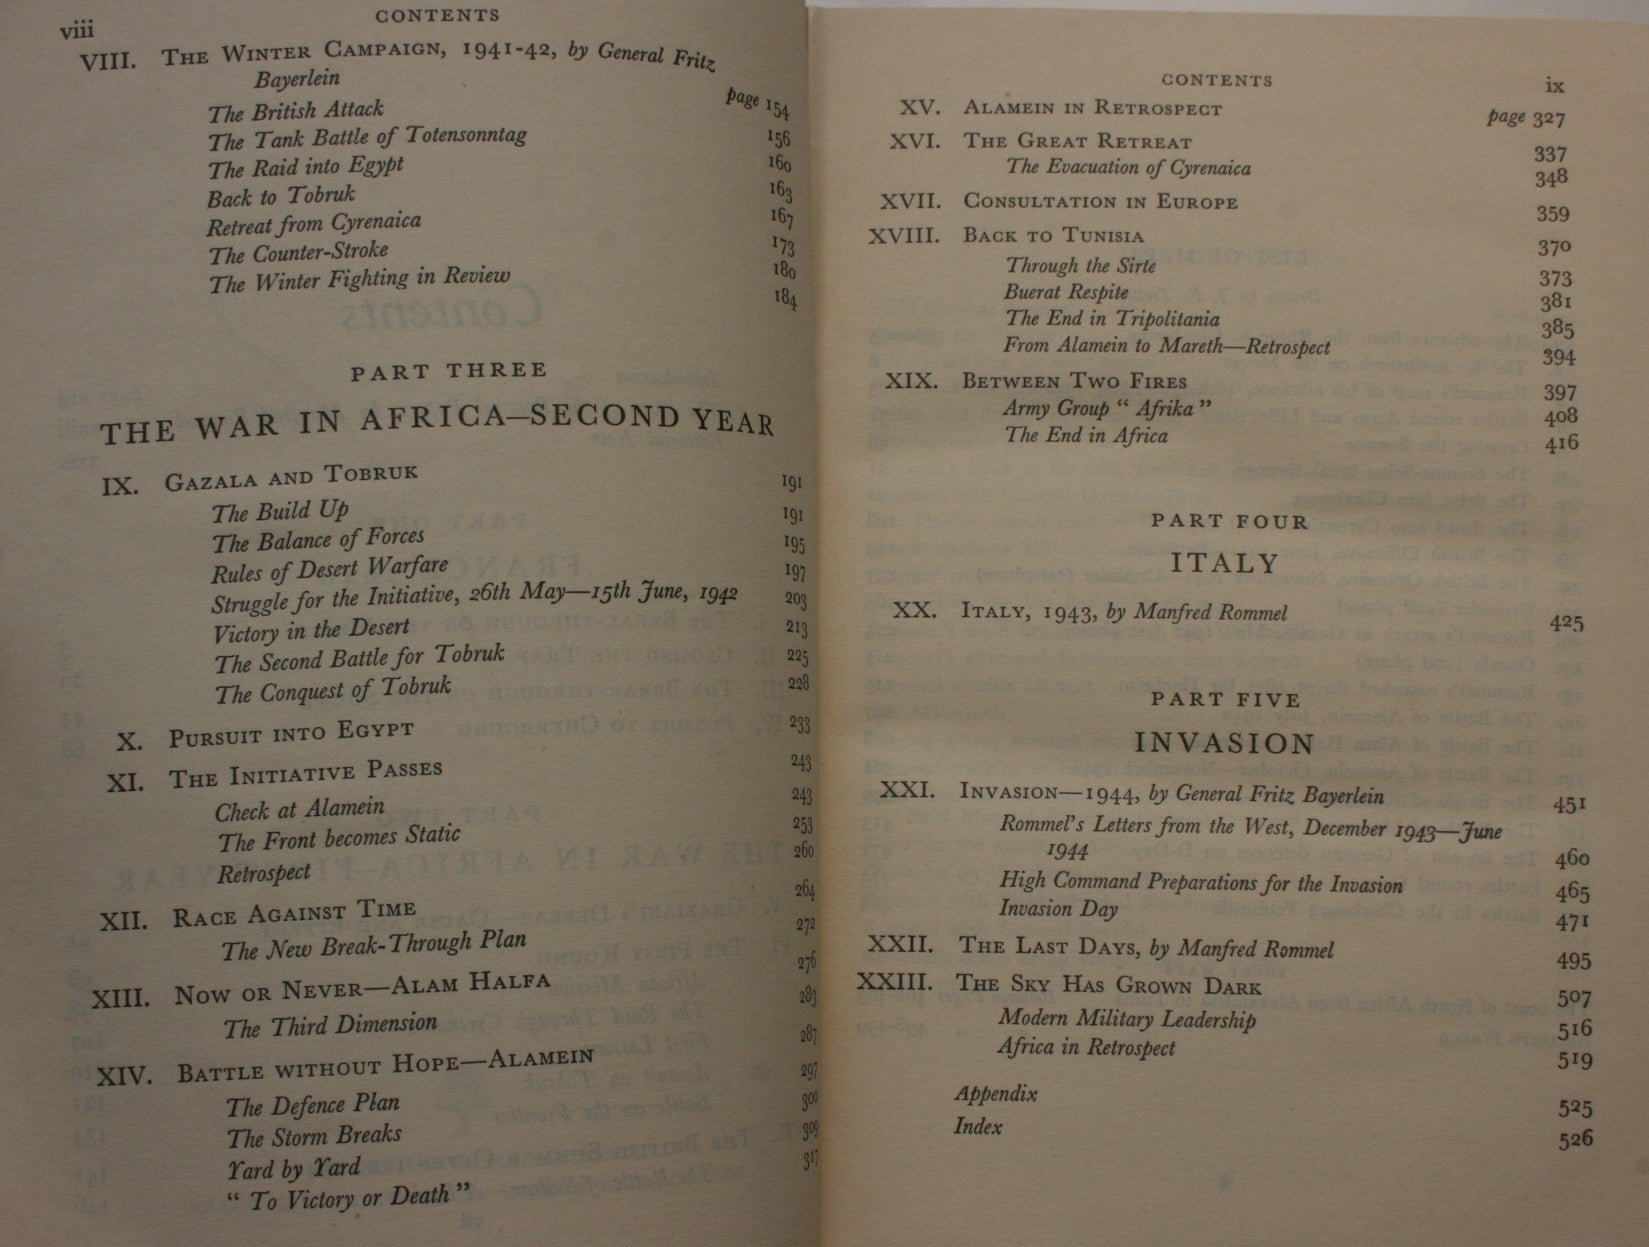 viii
CONTENTS
VIII. THE WINTER CAMPAIGN, 1941-42, by General Fritz
Bayerlein page 154
The British Attack 156
The Tank Battle of Totensonntag 160
The Raid into Egypt 163
Back to Tobruk 167
Retreat from Cyrenaica 173
The Counter-Stroke 180
The Winter Fighting in Review 184
PART THREE
THE WAR IN AFRICA—SECOND YEAR
IX. GAZALA AND TOBRUK 191
The Build Up 191
The Balance of Forces 195
Rules of Desert Warfare 197
Struggle for the Initiative, 26th May—15th June, 1942 203
Victory in the Desert 213
The Second Battle for Tobruk 225
The Conquest of Tobruk 228
X. PURSUIT INTO EGYPT 233
XI. THE INITIATIVE PASSES 243
Check at Alamein 243
The Front becomes Static 253
Retrospect 260
XII. RACE AGAINST TIME 264
The New Break-Through Plan 272
XIII. NOW OR NEVER—ALAM HALFA 276
The Third Dimension 283
XIV. BATTLE WITHOUT HOPE—ALAMEIN 287
The Defence Plan 297
The Storm Breaks 300
Yard by Yard 309
“ To Victory or Death ” 317
CONTENTS
ix
XV. ALAMEIN IN RETROSPECT page 327
XVI. THE GREAT RETREAT 337
The Evacuation of Cyrenaica 348
XVII. CONSULTATION IN EUROPE 359
XVIII. BACK TO TUNISIA 370
Through the Sirte 373
Buerat Respite 381
The End in Tripolitania 385
From Alamein to Mareth—Retrospect 394
XIX. BETWEEN TWO FIRES 397
Army Group “ Afrika ” 408
The End in Africa 416
PART FOUR
ITALY
XX. ITALY, 1943, by Manfred Rommel 425
PART FIVE
INVASION
XXI. INVASION—1944, by General Fritz Bayerlein 451
Rommel’s Letters from the West, December 1943—June
1944 460
High Command Preparations for the Invasion 465
Invasion Day 471
XXII. THE LAST DAYS, by Manfred Rommel 495
XXIII. THE SKY HAS GROWN DARK 507
Modern Military Leadership 516
Africa in Retrospect 519
Appendix 525
Index 526